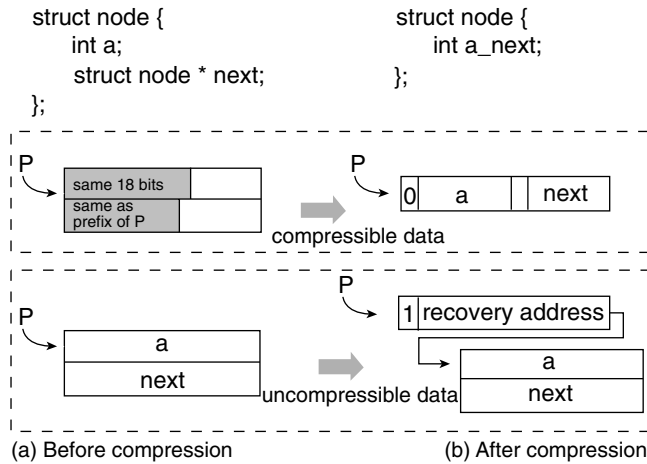 struct node {
int a;
struct node * next;
};
struct node {
int a_next;
};
P
same 18 bits
same as
prefix of P
compressible data
P
0 a next
P
a
next
uncompressible data
P
1 recovery address
a
next
(a) Before compression
(b) After compression